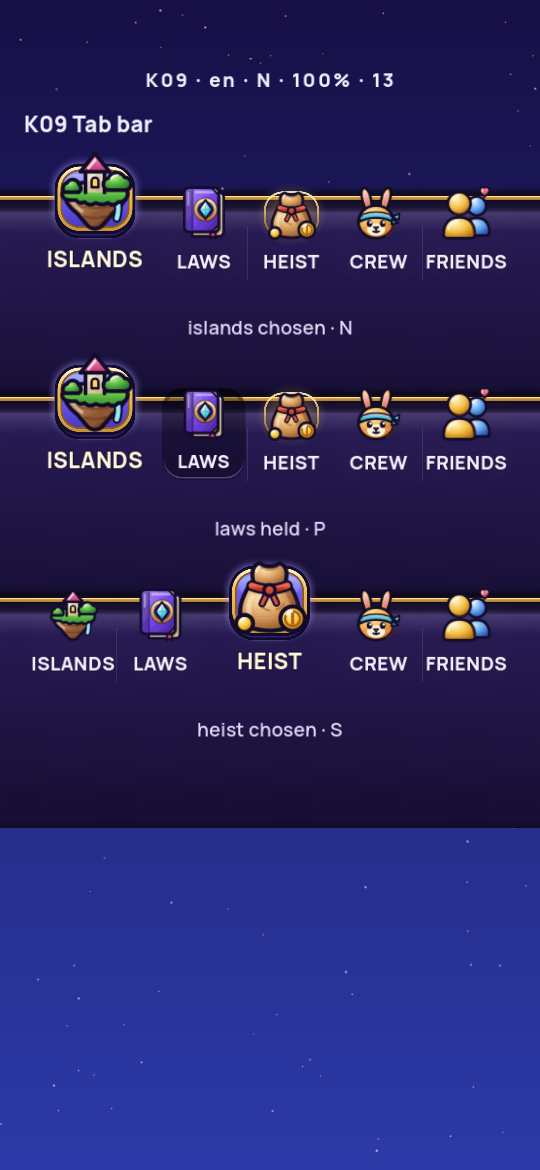 K09 · en · N · 100% · 13
K09 Tab bar
ISLANDS LAWS HEIST CREW FRIENDS
islands chosen · N
ISLANDS LAWS HEIST CREW FRIENDS
laws held · P
ISLANDS LAWS HEIST CREW FRIENDS
heist chosen · S